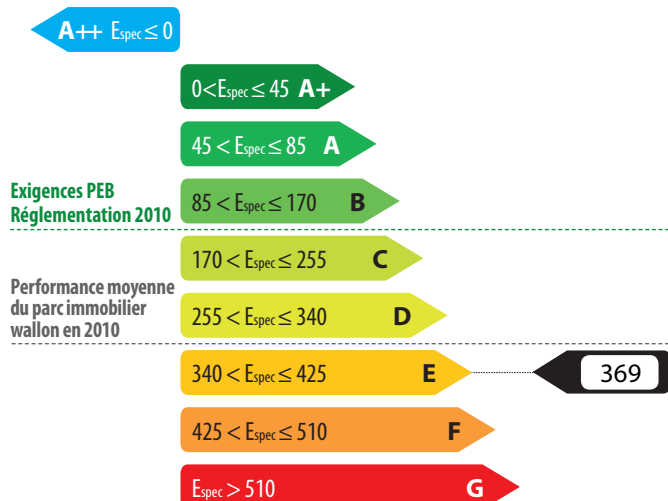 A++ Espec ≤ 0
0 < Espec ≤ 45 A+
45 < Espec ≤ 85 A
Exigences PEB
Réglementation 2010
85 < Espec ≤ 170 B
170 < Espec ≤ 255 C
Performance moyenne
du parc immobilier
wallon en 2010
255 < Espec ≤ 340 D
340 < Espec ≤ 425 E
369
425 < Espec ≤ 510 F
Espec > 510 G